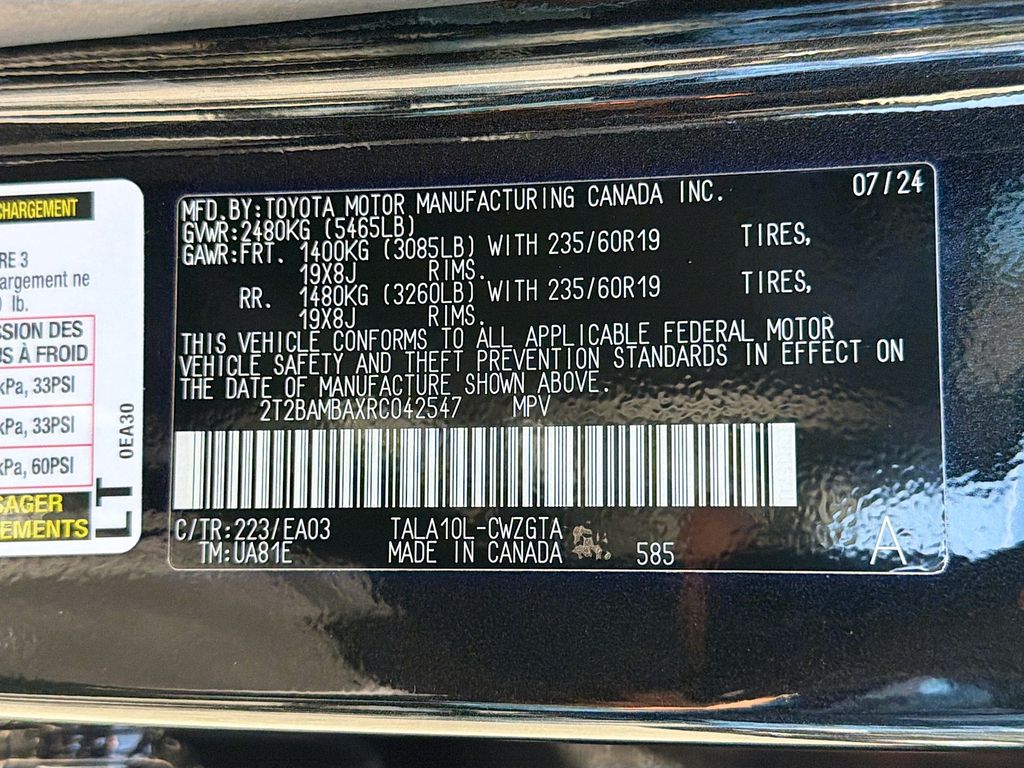 CHARGEMENT
RE 3
argement ne
lb.
SSION DES
S À FROID
kPa, 33PSI
kPa, 33PSI
kPa, 60PSI
SAGER
EMENTS
LT
0EA30
MFD.BY:TOYOTA MOTOR MANUFACTURING CANADA INC. 07/24
GVWR:2480KG (5465LB)
GAWR:FRT. 1400KG (3085LB) WITH 235/60R19 TIRES,
19X8J RIMS.
RR. 1480KG (3260LB) WITH 235/60R19 TIRES,
19X8J RIMS.
THIS VEHICLE CONFORMS TO ALL APPLICABLE FEDERAL MOTOR
VEHICLE SAFETY AND THEFT PREVENTION STANDARDS IN EFFECT ON
THE DATE OF MANUFACTURE SHOWN ABOVE.
2T2BAMBAXRC042547 MPV
C/TR:223/EA03 TALA10L-CWZGTA
TM:UA81E MADE IN CANADA 585 A